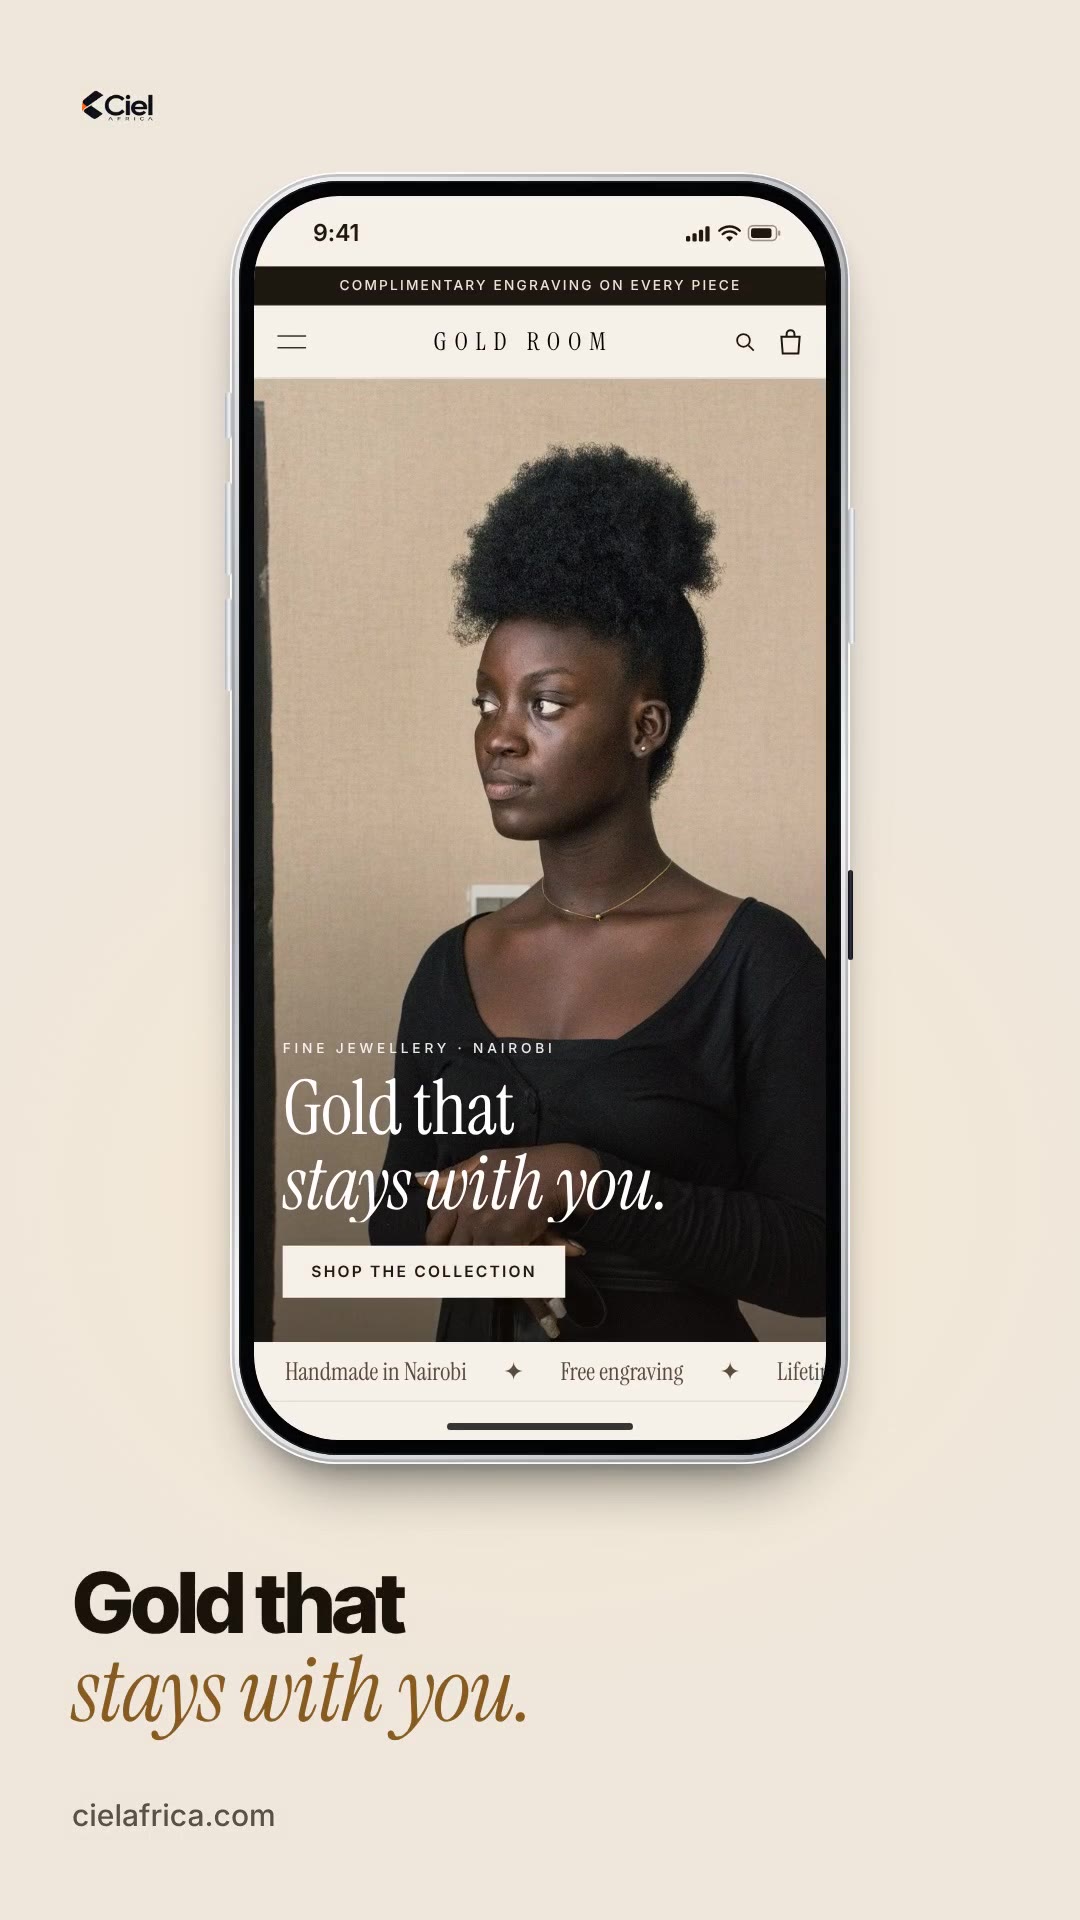 Ciel
AFRICA
9:41
COMPLIMENTARY ENGRAVING ON EVERY PIECE
GOLD ROOM
FINE JEWELLERY · NAIROBI
Gold that
stays with you.
SHOP THE COLLECTION
Handmade in Nairobi ✦ Free engraving ✦
Gold that
stays with you.
cielafrica.com